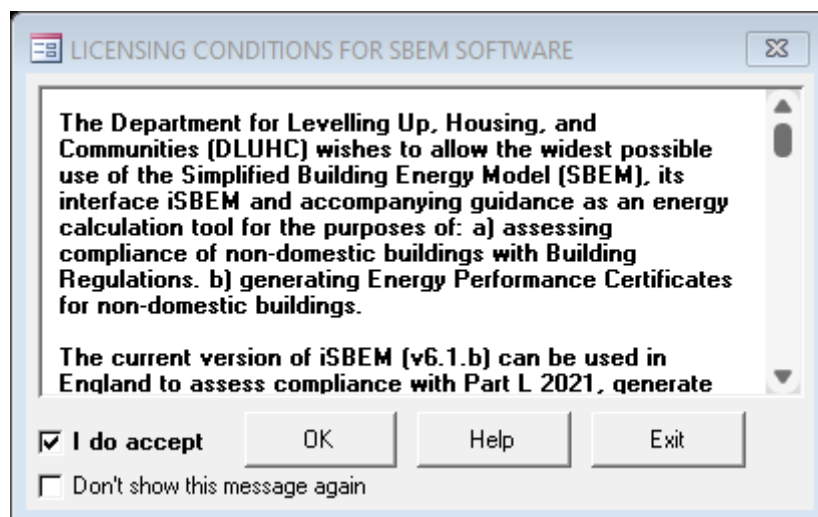 LICENSING CONDITIONS FOR SBEM SOFTWARE
The Department for Levelling Up, Housing, and
Communities (DLUHC) wishes to allow the widest possible
use of the Simplified Building Energy Model (SBEM), its
interface iSBEM and accompanying guidance as an energy
calculation tool for the purposes of: a) assessing
compliance of non-domestic buildings with Building
Regulations. b) generating Energy Performance Certificates
for non-domestic buildings.
The current version of iSBEM (v6.1.b) can be used in
England to assess compliance with Part L 2021, generate
I do accept
OK
Help
Exit
Don't show this message again